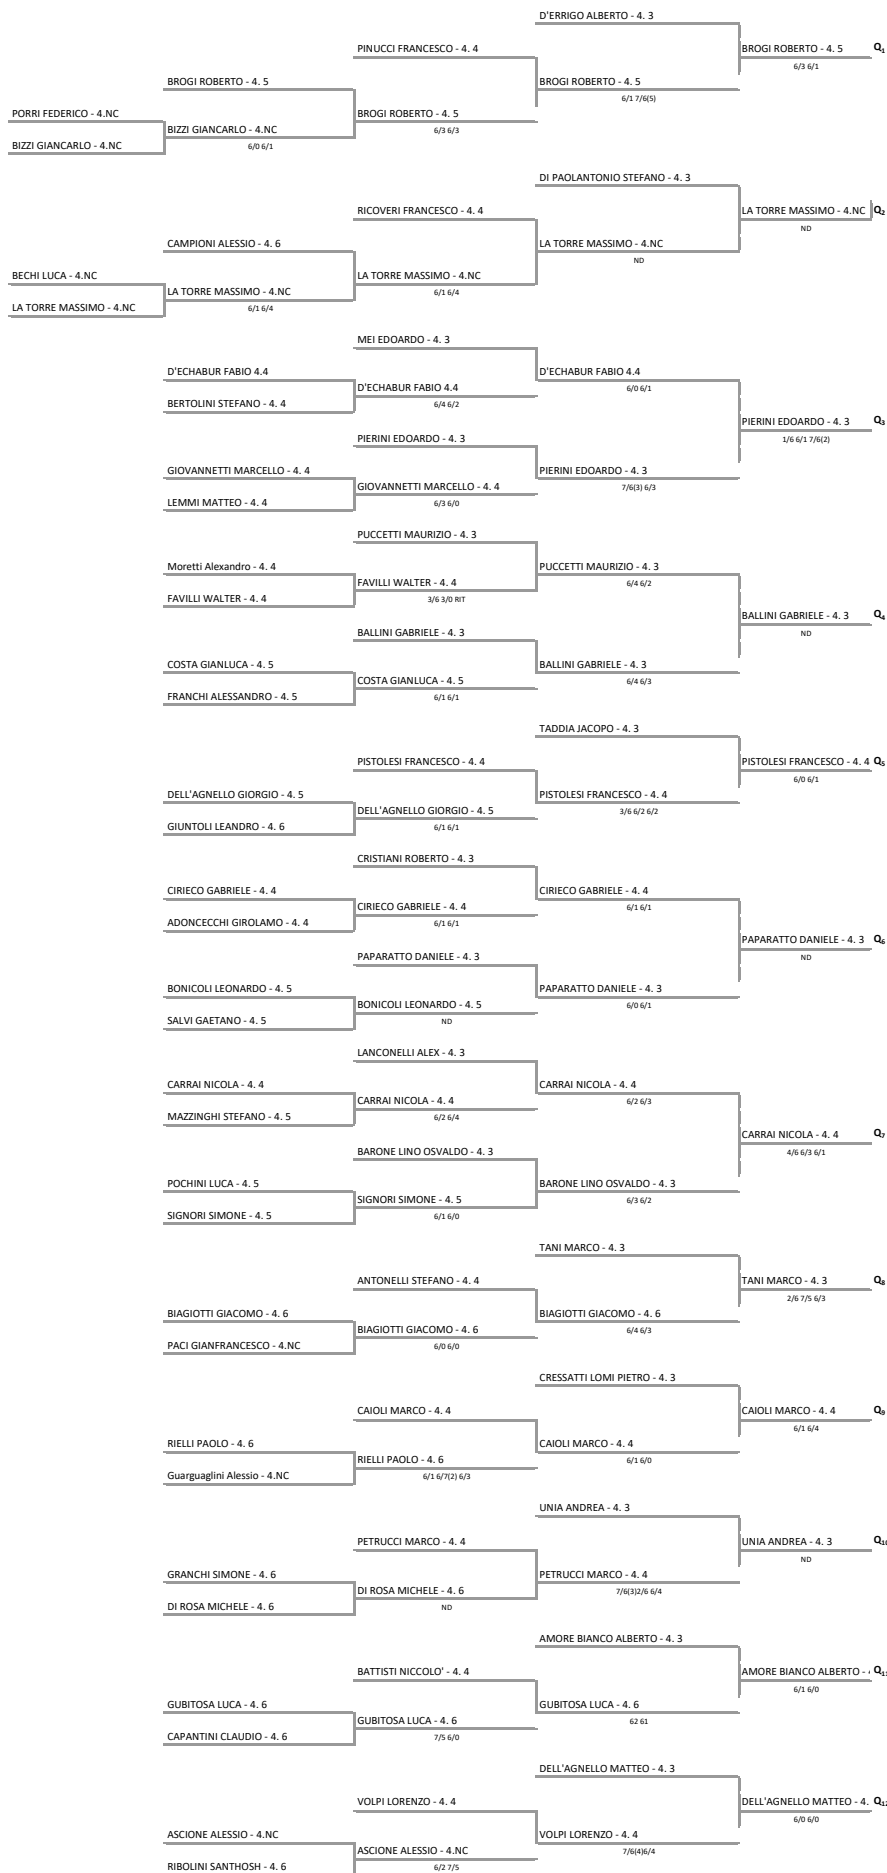 D'ERRIGO ALBERTO - 4. 3
PINUCCI FRANCESCO - 4. 4
BROGI ROBERTO - 4. 5
Q1
6/3 6/1
BROGI ROBERTO - 4. 5
BROGI ROBERTO - 4. 5
6/1 7/6(5)
PORRI FEDERICO - 4.NC
BROGI ROBERTO - 4. 5
BIZZI GIANCARLO - 4.NC
6/3 6/3
BIZZI GIANCARLO - 4.NC
6/0 6/1
DI PAOLANTONIO STEFANO - 4. 3
RICOVERI FRANCESCO - 4. 4
LA TORRE MASSIMO - 4.NC
Q2
ND
CAMPIONI ALESSIO - 4. 6
LA TORRE MASSIMO - 4.NC
ND
BECHI LUCA - 4.NC
LA TORRE MASSIMO - 4.NC
LA TORRE MASSIMO - 4.NC
6/1 6/4
LA TORRE MASSIMO - 4.NC
6/1 6/4
MEI EDOARDO - 4. 3
D'ECHABUR FABIO 4.4
D'ECHABUR FABIO 4.4
D'ECHABUR FABIO 4.4
6/0 6/1
BERTOLINI STEFANO - 4. 4
6/4 6/2
PIERINI EDOARDO - 4. 3
Q3
PIERINI EDOARDO - 4. 3
1/6 6/1 7/6(2)
GIOVANNETTI MARCELLO - 4. 4
PIERINI EDOARDO - 4. 3
GIOVANNETTI MARCELLO - 4. 4
7/6(3) 6/3
LEMMI MATTEO - 4. 4
6/3 6/0
PUCCETTI MAURIZIO - 4. 3
Moretti Alexandro - 4. 4
PUCCETTI MAURIZIO - 4. 3
FAVILLI WALTER - 4. 4
6/4 6/2
FAVILLI WALTER - 4. 4
3/6 3/0 RIT
BALLINI GABRIELE - 4. 3
Q4
BALLINI GABRIELE - 4. 3
ND
COSTA GIANLUCA - 4. 5
BALLINI GABRIELE - 4. 3
COSTA GIANLUCA - 4. 5
6/4 6/3
FRANCHI ALESSANDRO - 4. 5
6/1 6/1
TADDIA JACOPO - 4. 3
PISTOLESI FRANCESCO - 4. 4
PISTOLESI FRANCESCO - 4. 4
Q5
6/0 6/1
DELL'AGNELLO GIORGIO - 4. 5
PISTOLESI FRANCESCO - 4. 4
DELL'AGNELLO GIORGIO - 4. 5
3/6 6/2 6/2
GIUNTOLI LEANDRO - 4. 6
6/1 6/1
CRISTIANI ROBERTO - 4. 3
CIRIECO GABRIELE - 4. 4
CIRIECO GABRIELE - 4. 4
CIRIECO GABRIELE - 4. 4
6/1 6/1
ADONCECCHI GIROLAMO - 4. 4
6/1 6/1
PAPARATTO DANIELE - 4. 3
Q6
PAPARATTO DANIELE - 4. 3
ND
BONICOLI LEONARDO - 4. 5
PAPARATTO DANIELE - 4. 3
BONICOLI LEONARDO - 4. 5
6/0 6/1
SALVI GAETANO - 4. 5
ND
LANCONELLI ALEX - 4. 3
CARRAI NICOLA - 4. 4
CARRAI NICOLA - 4. 4
CARRAI NICOLA - 4. 4
6/2 6/3
MAZZINGHI STEFANO - 4. 5
6/2 6/4
CARRAI NICOLA - 4. 4
Q7
BARONE LINO OSVALDO - 4. 3
4/6 6/3 6/1
POCHINI LUCA - 4. 5
BARONE LINO OSVALDO - 4. 3
SIGNORI SIMONE - 4. 5
6/3 6/2
SIGNORI SIMONE - 4. 5
6/1 6/0
TANI MARCO - 4. 3
ANTONELLI STEFANO - 4. 4
TANI MARCO - 4. 3
Q8
2/6 7/5 6/3
BIAGIOTTI GIACOMO - 4. 6
BIAGIOTTI GIACOMO - 4. 6
BIAGIOTTI GIACOMO - 4. 6
6/4 6/3
PACI GIANFRANCESCO - 4.NC
6/0 6/0
CRESSATTI LOMI PIETRO - 4. 3
CAIOLI MARCO - 4. 4
CAIOLI MARCO - 4. 4
Q9
6/1 6/4
RIELLI PAOLO - 4. 6
CAIOLI MARCO - 4. 4
RIELLI PAOLO - 4. 6
6/1 6/0
Guarguaglini Alessio - 4.NC
6/1 6/7(2) 6/3
UNIA ANDREA - 4. 3
PETRUCCI MARCO - 4. 4
UNIA ANDREA - 4. 3
Q10
ND
GRANCHI SIMONE - 4. 6
PETRUCCI MARCO - 4. 4
DI ROSA MICHELE - 4. 6
7/6(3)2/6 6/4
DI ROSA MICHELE - 4. 6
ND
AMORE BIANCO ALBERTO - 4. 3
BATTISTI NICCOLO' - 4. 4
AMORE BIANCO ALBERTO -
Q11
6/1 6/0
GUBITOSA LUCA - 4. 6
GUBITOSA LUCA - 4. 6
GUBITOSA LUCA - 4. 6
62 61
CAPANTINI CLAUDIO - 4. 6
7/5 6/0
DELL'AGNELLO MATTEO - 4. 3
VOLPI LORENZO - 4. 4
DELL'AGNELLO MATTEO - 4.
Q12
6/0 6/0
ASCIONE ALESSIO - 4.NC
VOLPI LORENZO - 4. 4
ASCIONE ALESSIO - 4.NC
7/6(4)6/4
RIBOLINI SANTHOSH - 4. 6
6/2 7/5